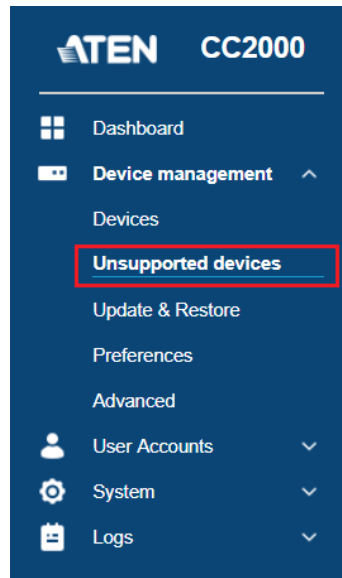 ATEN CC2000
Dashboard
Device management
Devices
Unsupported devices
Update & Restore
Preferences
Advanced
User Accounts
System
Logs